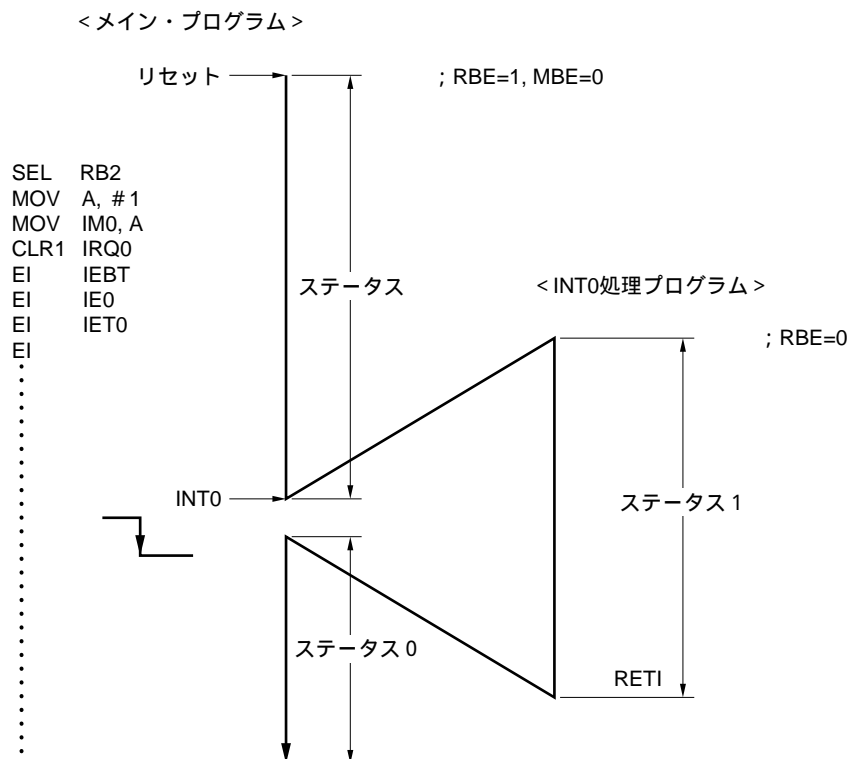 <メイン・プログラム>
リセット
; RBE=1, MBE=0
SEL RB2
MOV A, #1
MOV IM0, A
CLR1 IRQ0
EI IEBT
EI IE0
EI IET0
EI
ステータス
<INT0処理プログラム>
; RBE=0
INT0
ステータス1
ステータス0
RETI